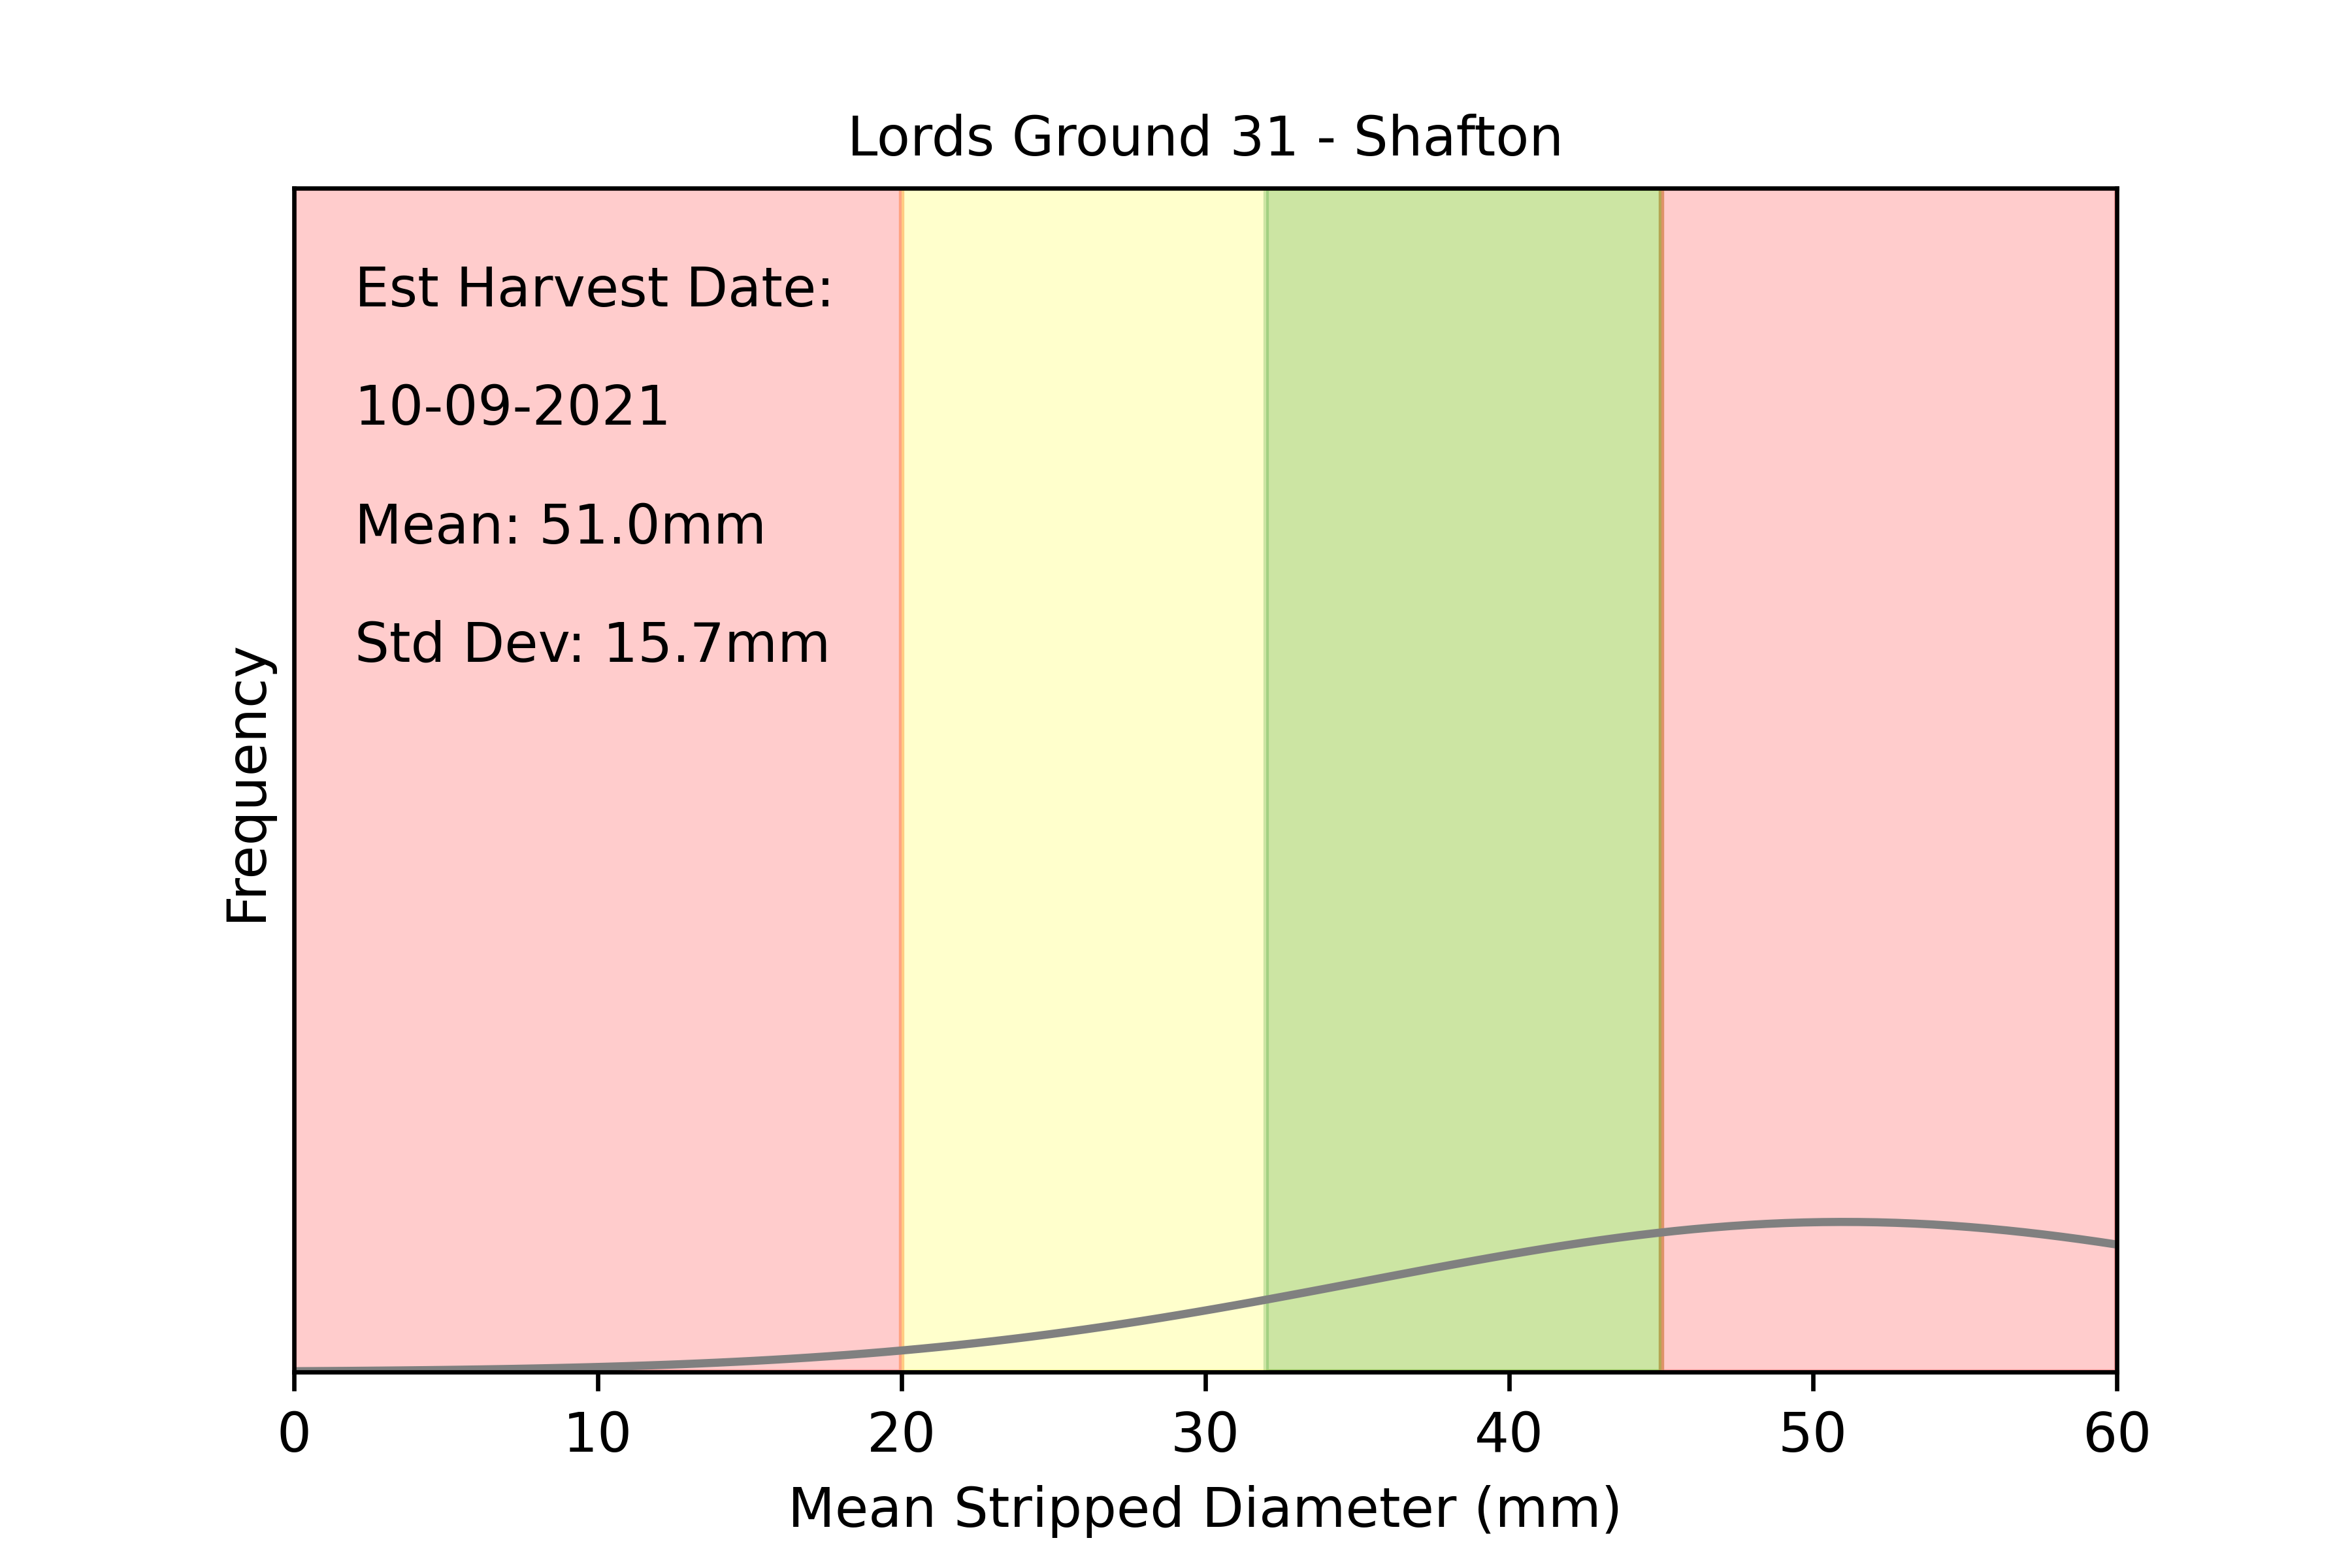 Lords Ground 31 - Shafton
Est Harvest Date:
10-09-2021
Mean: 51.0mm
Std Dev: 15.7mm
Frequency
0 10 20 30 40 50 60
Mean Stripped Diameter (mm)